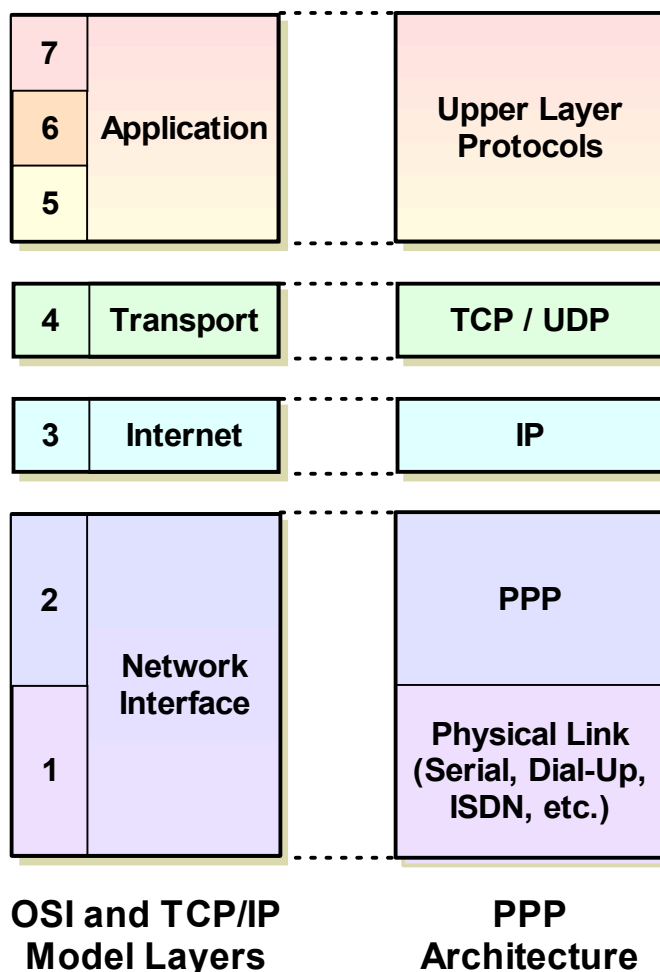 7
6
5
Application
Upper Layer
Protocols
4
Transport
TCP / UDP
3
Internet
IP
2
1
Network
Interface
PPP
Physical Link
(Serial, Dial-Up,
ISDN, etc.)
OSI and TCP/IP
Model Layers
PPP
Architecture